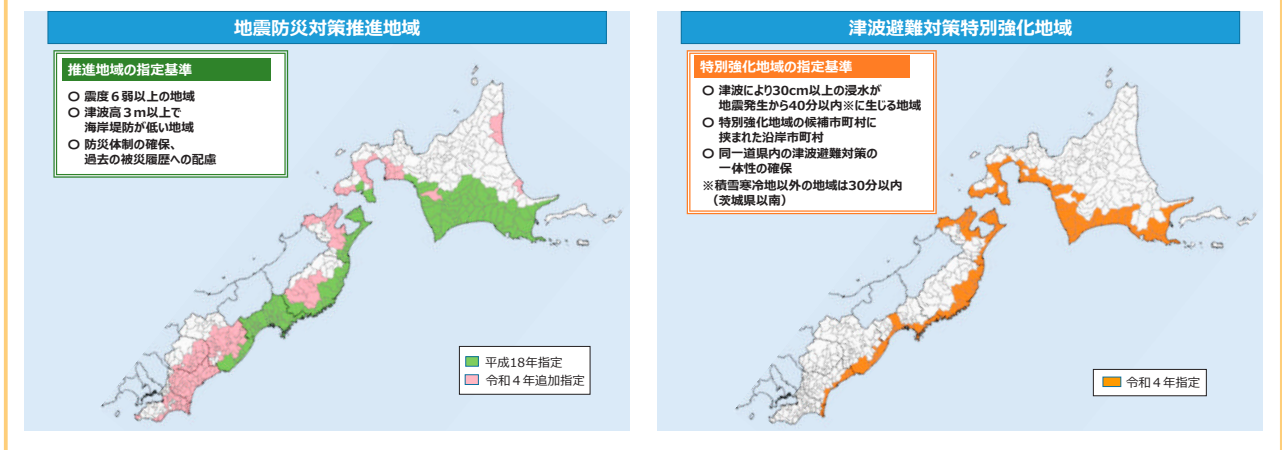 地震防災対策推進地域
推進地域の指定基準
○ 震度６弱以上の地域
○ 津波高３ｍ以上で
海岸堤防が低い地域
○ 防災体制の確保、
過去の被災履歴への配慮
平成18年指定
令和４年追加指定
津波避難対策特別強化地域
特別強化地域の指定基準
○ 津波により30cm以上の浸水が
地震発生から40分以内※に生じる地域
○ 特別強化地域の候補市町村に
挟まれた沿岸市町村
○ 同一道県内の津波避難対策の
一体性の確保
※積雪寒冷地以外の地域は30分以内
（茨城県以南）
令和４年指定